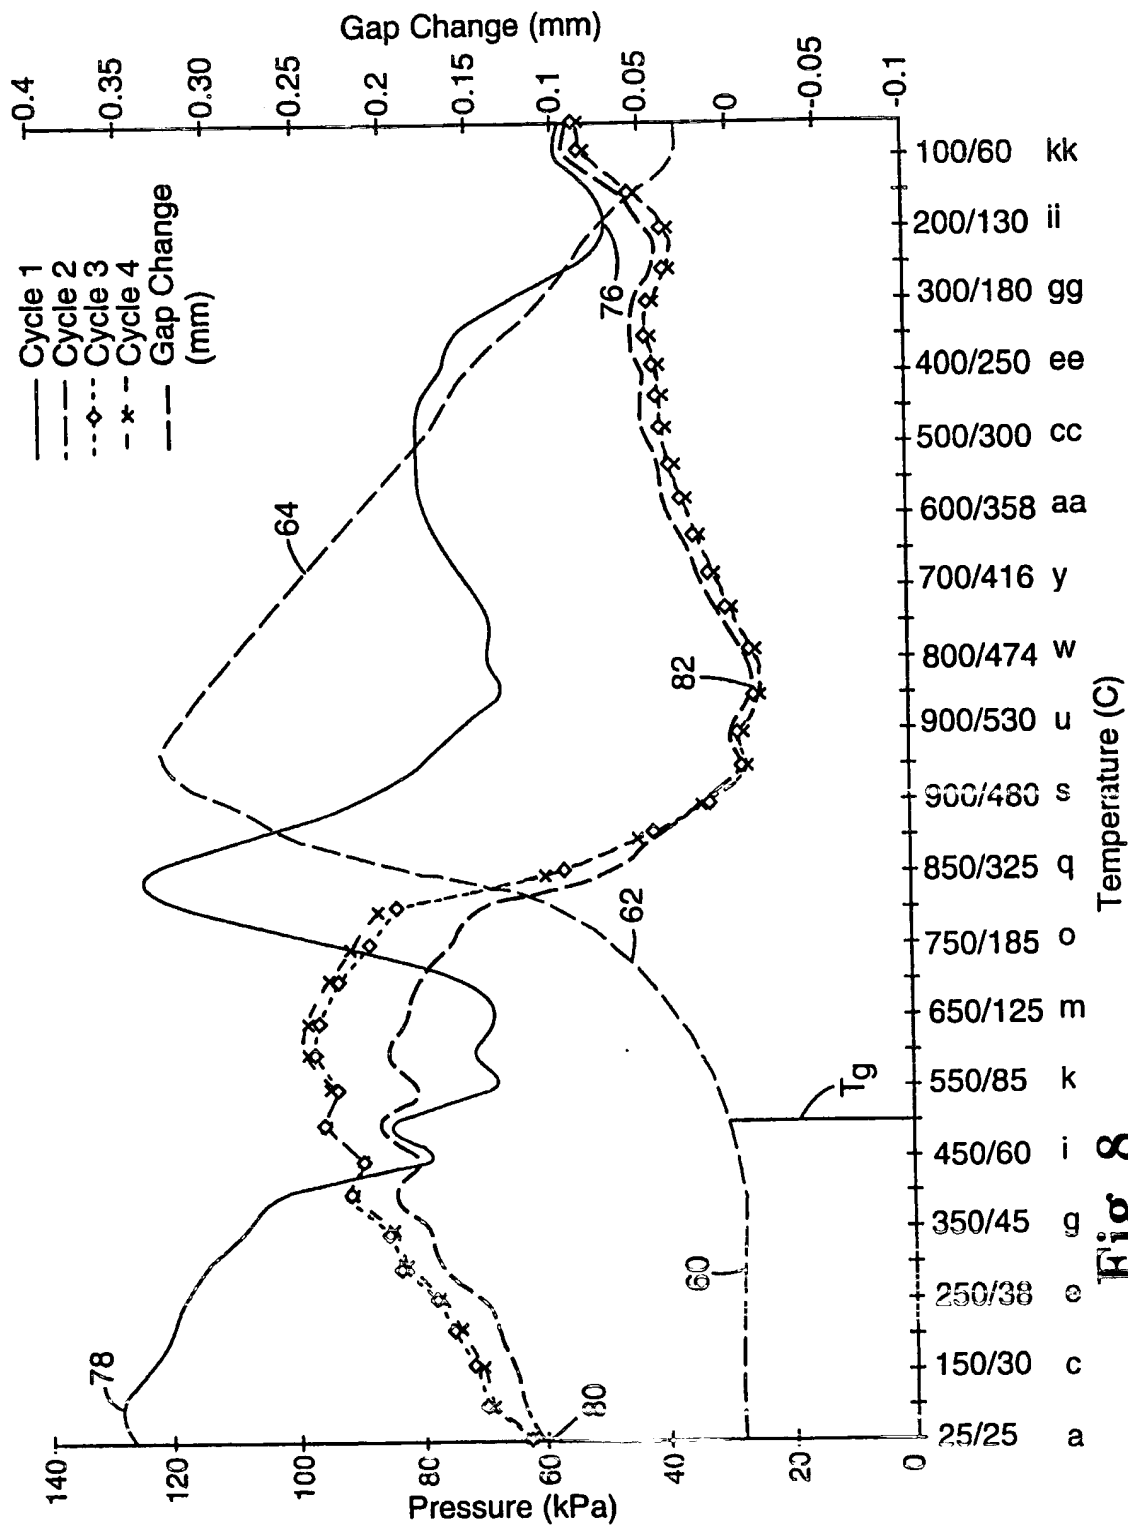 Gap Change (mm)
-0.4
-0.35
-0.30
-0.25
-0.2
-0.15
-0.1
-0.05
-0
-0.05
-0.1
Cycle 1
Cycle 2
Cycle 3
Cycle 4
Gap Change
(mm)
64
76
82
62
78
80
60
Tg
140
120
100
80
60
40
20
0
Pressure (kPa)
25/25 a
150/30 c
250/38 e
350/45 g
450/60 i
550/85 k
650/125 m
750/185 o
850/325 q
900/480 s
900/530 u
800/474 w
700/416 y
600/358 aa
500/300 cc
400/250 ee
300/180 gg
200/130 ii
100/60 kk
Temperature (C)
Fig 8